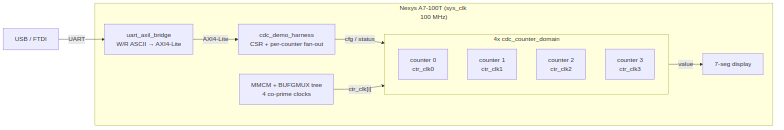 Nexys A7-100T (sys_clk
100 MHz)
USB / FTDI
UART
uart_axil_bridge
W/R ASCII → AXI4-Lite
AXI4-Lite
cdc_demo_harness
CSR + per-counter fan-out
cfg / status
MMCM + BUFGMUX tree
4 co-prime clocks
ctr_clk[i]
4x cdc_counter_domain
counter 0
ctr_clk0
counter 1
ctr_clk1
counter 2
ctr_clk2
counter 3
ctr_clk3
value
7-seg display